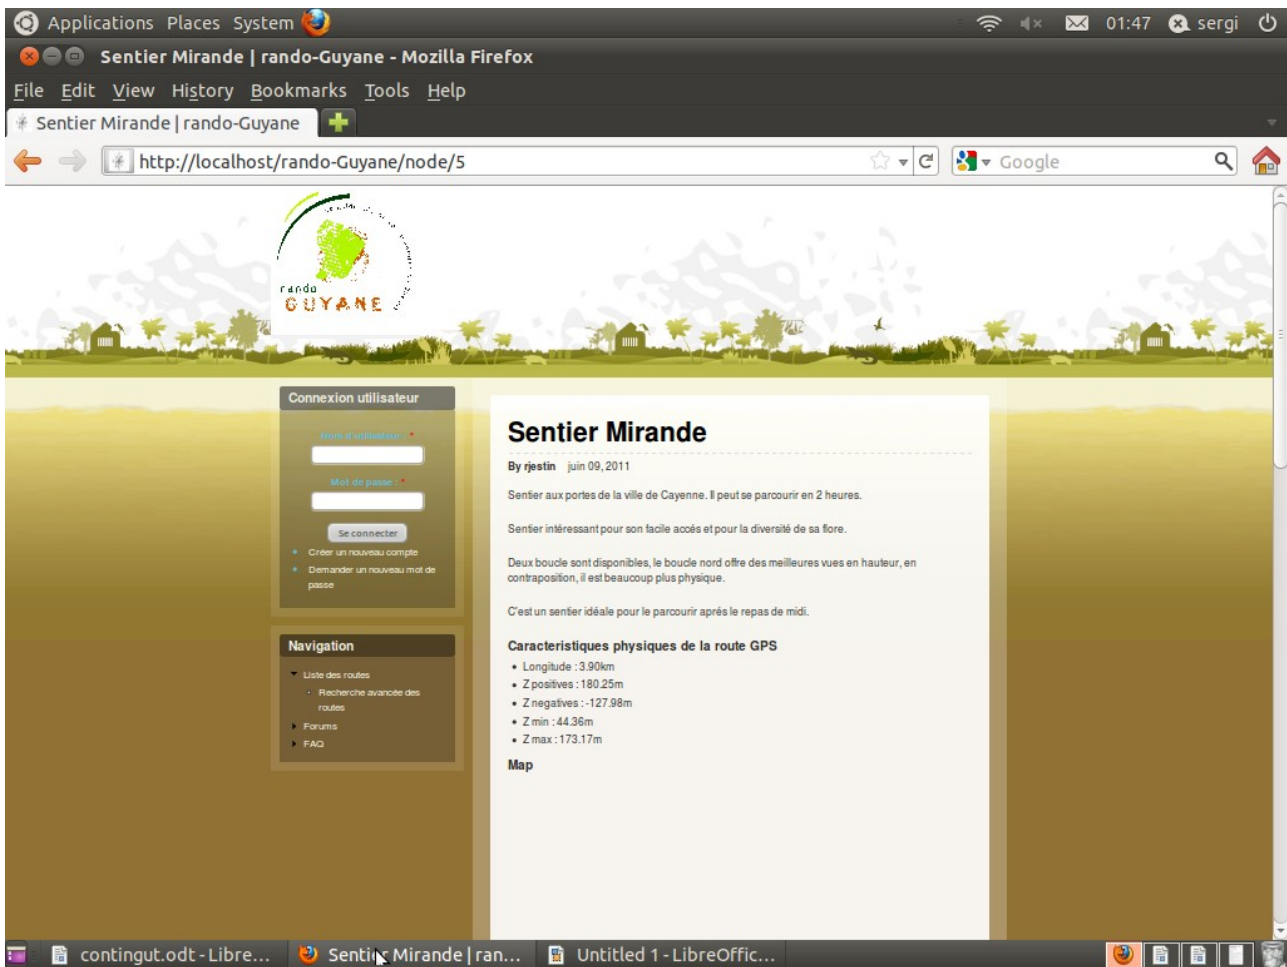 Applications Places System
01:47 sergi
Sentier Mirande | rando-Guyane - Mozilla Firefox
File Edit View History Bookmarks Tools Help
Sentier Mirande | rando-Guyane
http://localhost/rando-Guyane/node/5
Google
rando
GUYANE
Connexion utilisateur
Nom d'utilisateur : *
Mot de passe : *
Se connecter
Créer un nouveau compte
Demander un nouveau mot de
passe
Navigation
Liste des routes
Recherche avancée des
routes
Forums
FAQ
Sentier Mirande
By rjestin juin 09, 2011
Sentier aux portes de la ville de Cayenne. Il peut se parcourir en 2 heures.
Sentier intéressant pour son facile accés et pour la diversité de sa flore.
Deux boucle sont disponibles, le boucle nord offre des meilleures vues en hauteur, en
contraposition, il est beaucoup plus physique.
C'est un sentier idéale pour le parcourir aprés le repas de midi.
Caracteristiques physiques de la route GPS
• Longitude : 3.90km
• Z positives : 180.25m
• Z negatives : -127.98m
• Z min : 44.36m
• Z max : 173.17m
Map
contingut.odt - Libre...
Sentier Mirande | ran...
Untitled 1 - LibreOffic...